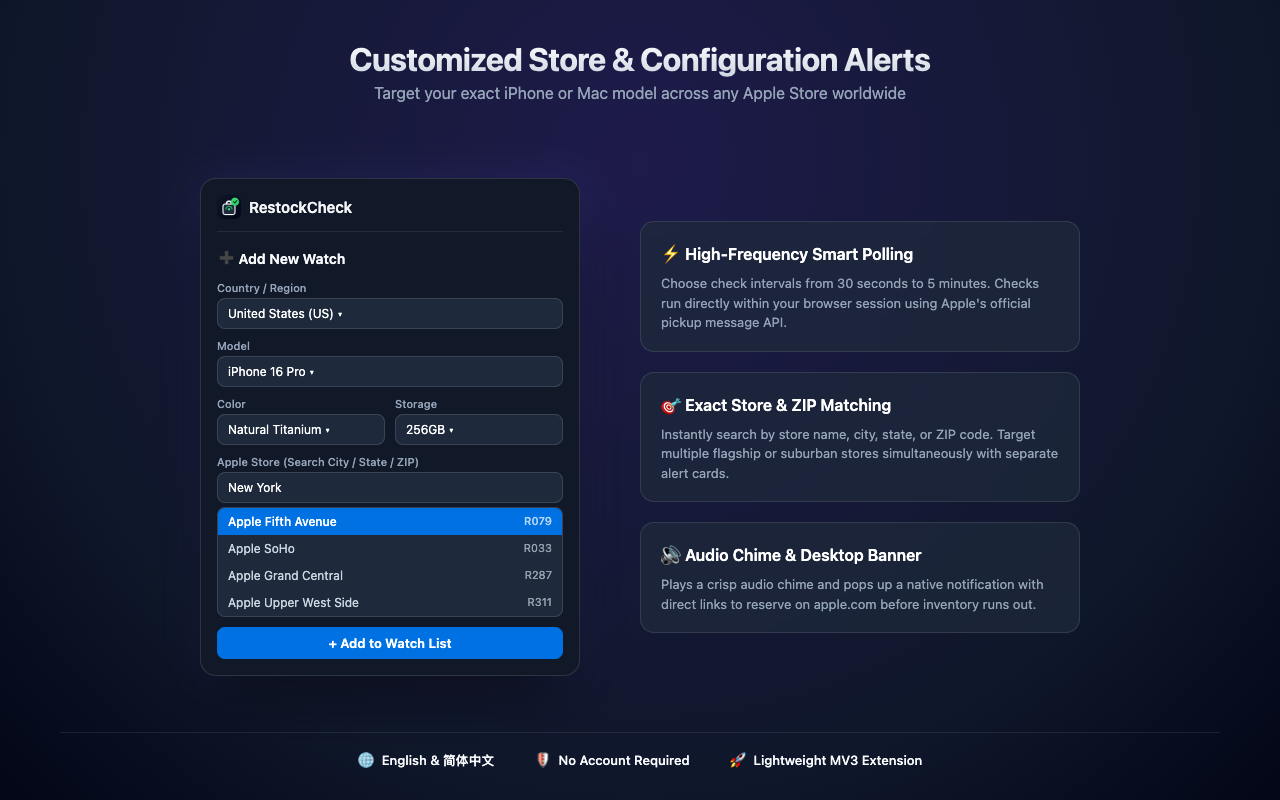 Customized Store & Configuration Alerts
Target your exact iPhone or Mac model across any Apple Store worldwide
RestockCheck
➕ Add New Watch
Country / Region
United States (US) ▾
Model
iPhone 16 Pro ▾
Color
Storage
Natural Titanium ▾
256GB ▾
Apple Store (Search City / State / ZIP)
New York
Apple Fifth Avenue R079
Apple SoHo R033
Apple Grand Central R287
Apple Upper West Side R311
+ Add to Watch List
⚡ High-Frequency Smart Polling
Choose check intervals from 30 seconds to 5 minutes. Checks
run directly within your browser session using Apple's official
pickup message API.
🎯 Exact Store & ZIP Matching
Instantly search by store name, city, state, or ZIP code. Target
multiple flagship or suburban stores simultaneously with separate
alert cards.
🔊 Audio Chime & Desktop Banner
Plays a crisp audio chime and pops up a native notification with
direct links to reserve on apple.com before inventory runs out.
🌐 English & 简体中文
🛡️ No Account Required
🚀 Lightweight MV3 Extension